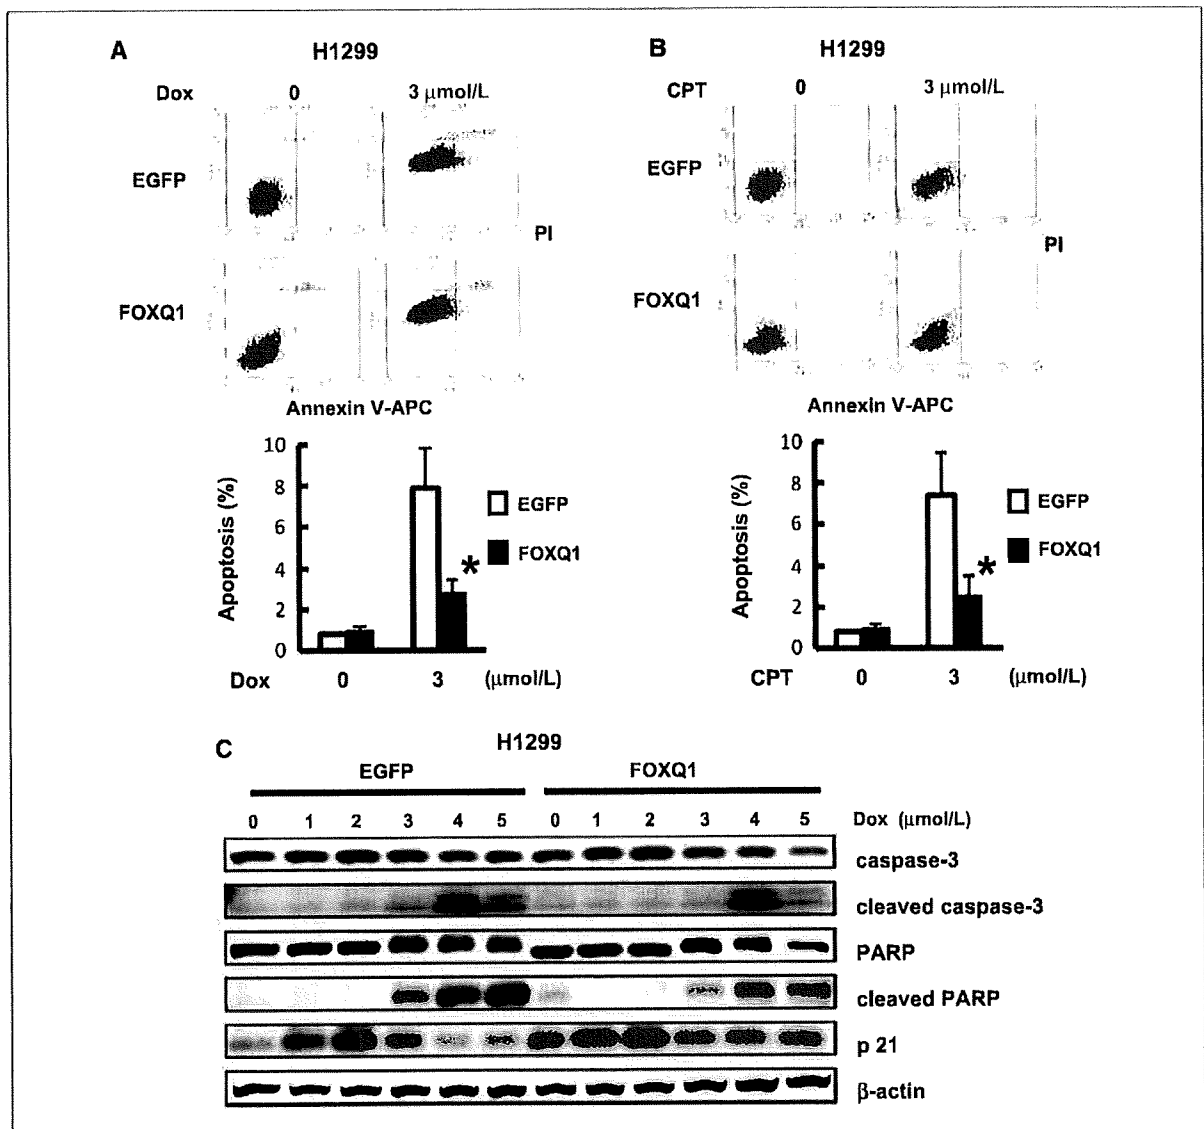 A
H1299
Dox 0 3 μmol/L
EGFP
PI
FOXQ1
Annexin V-APC
Apoptosis (%)
10
8
6
4
2
0
EGFP
FOXQ1
*
Dox 0 3 (μmol/L)
B
H1299
CPT 0 3 μmol/L
EGFP
PI
FOXQ1
Annexin V-APC
Apoptosis (%)
10
8
6
4
2
0
EGFP
FOXQ1
*
CPT 0 3 (μmol/L)
C
H1299
EGFP FOXQ1
0 1 2 3 4 5 0 1 2 3 4 5 Dox (μmol/L)
caspase-3
cleaved caspase-3
PARP
cleaved PARP
p 21
β-actin